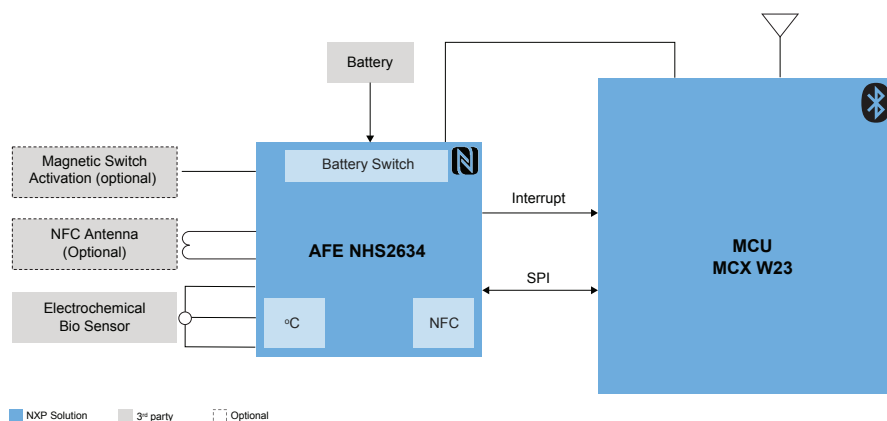 Battery
Magnetic Switch
Activation (optional)
Battery Switch
Interrupt
NFC Antenna
(Optional)
AFE NHS2634
MCU
MCX W23
SPI
Electrochemical
Bio Sensor
ºC
NFC
NXP Solution
3rd party
Optional